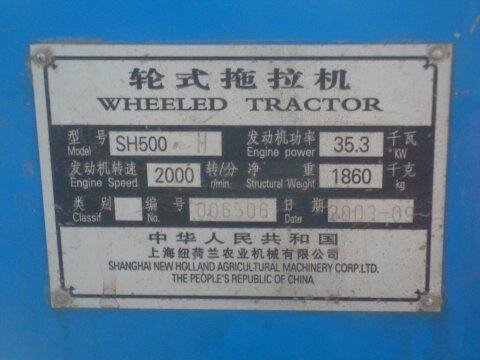 轮式拖拉机
WHEELED TRACTOR
型号 Model SH500 H 发动机功率 Engine power 35.3 千瓦 KW
发动机转速 Engine Speed 2000 转/分 r/min 净重 Structural Weight 1860 千克 kg
类别 Classif 编号 No. 006506 日期 Date 2003-09
中华人民共和国
上海纽荷兰农业机械有限公司
SHANGHAI NEW HOLLAND AGRICULTURAL MACHINERY CORP.LTD.
THE PEOPLE'S REPUBLIC OF CHINA